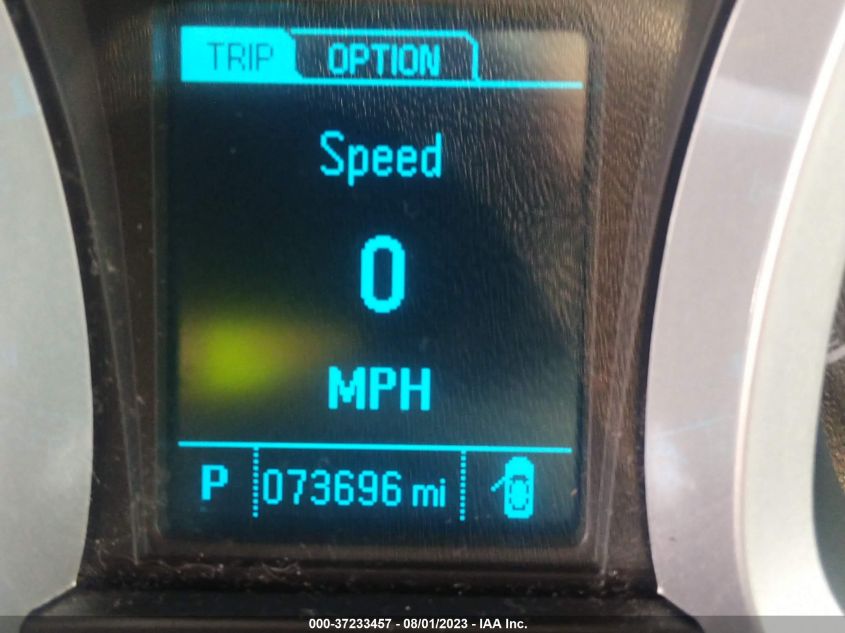 TRIP OPTION
Speed
0
MPH
P 073696 mi
000-37233457 - 08/01/2023 - IAA Inc.